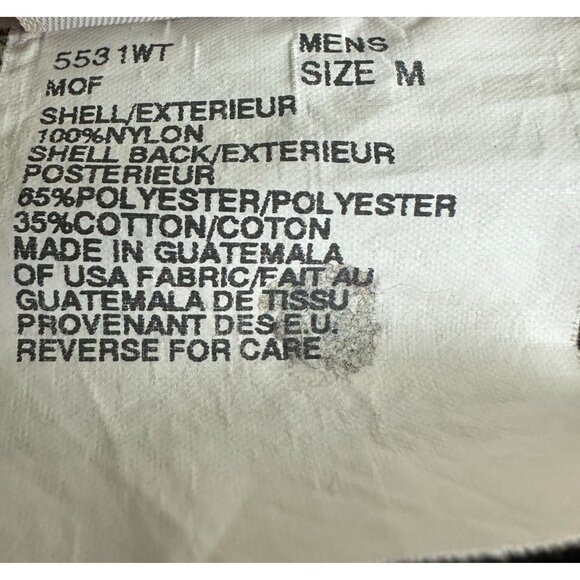 5531WT MENS
MOF SIZE M
SHELL/EXTERIEUR
100%NYLON
SHELL BACK/EXTERIEUR
POSTERIEUR
65%POLYESTER/POLYESTER
35%COTTON/COTON
MADE IN GUATEMALA
OF USA FABRIC/FAIT AU
GUATEMALA DE TISSU
PROVENANT DES E.U.
REVERSE FOR CARE